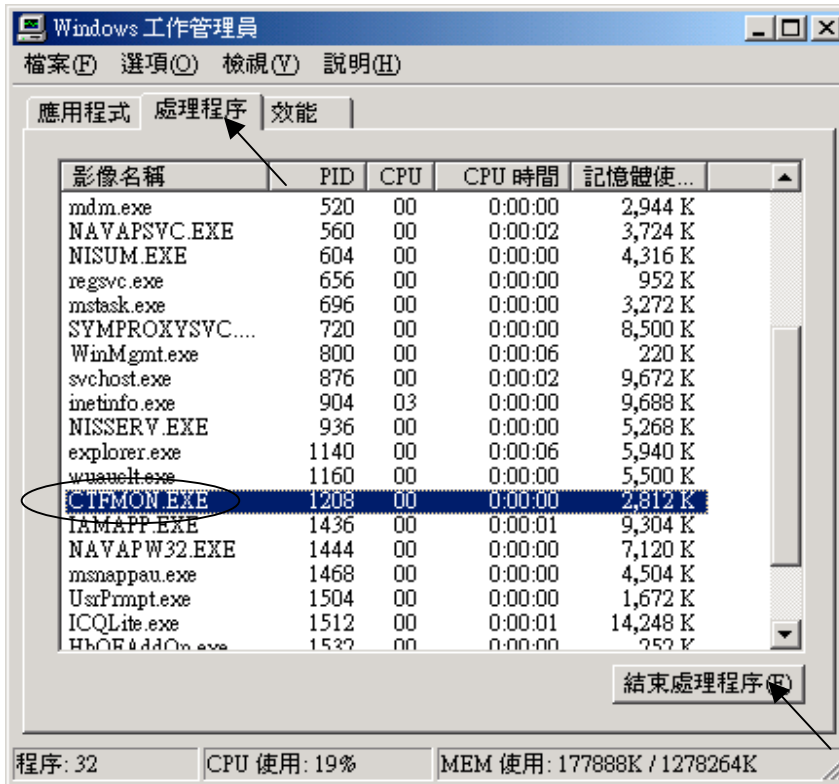 Windows 工作管理員
檔案(F) 選項(O) 檢視(V) 說明(H)
應用程式 處理程序 效能
影像名稱 PID CPU CPU 時間 記憶體使...
mdm.exe 520 00 0:00:00 2,944 K
NAVAPSVC.EXE 560 00 0:00:02 3,724 K
NISUM.EXE 604 00 0:00:00 4,316 K
regsvc.exe 656 00 0:00:00 952 K
mstask.exe 696 00 0:00:00 3,272 K
SYMPROXYSVC.... 720 00 0:00:00 8,500 K
WinMgmt.exe 800 00 0:00:06 220 K
svchost.exe 876 00 0:00:02 9,672 K
inetinfo.exe 904 03 0:00:00 9,688 K
NISSERV.EXE 936 00 0:00:00 5,268 K
explorer.exe 1140 00 0:00:06 5,940 K
wuauclt.exe 1160 00 0:00:00 5,500 K
CTFMON.EXE 1208 00 0:00:00 2,812 K
IAMAPP.EXE 1436 00 0:00:01 9,304 K
NAVAPW32.EXE 1444 00 0:00:00 7,120 K
msnappau.exe 1468 00 0:00:00 4,504 K
UsrPrmpt.exe 1504 00 0:00:00 1,672 K
ICQLite.exe 1512 00 0:00:01 14,248 K
HbOEAddOn.exe 1532 00 0:00:00 252 K
結束處理程序(E)
程序: 32 CPU 使用: 19% MEM 使用: 177888K / 1278264K